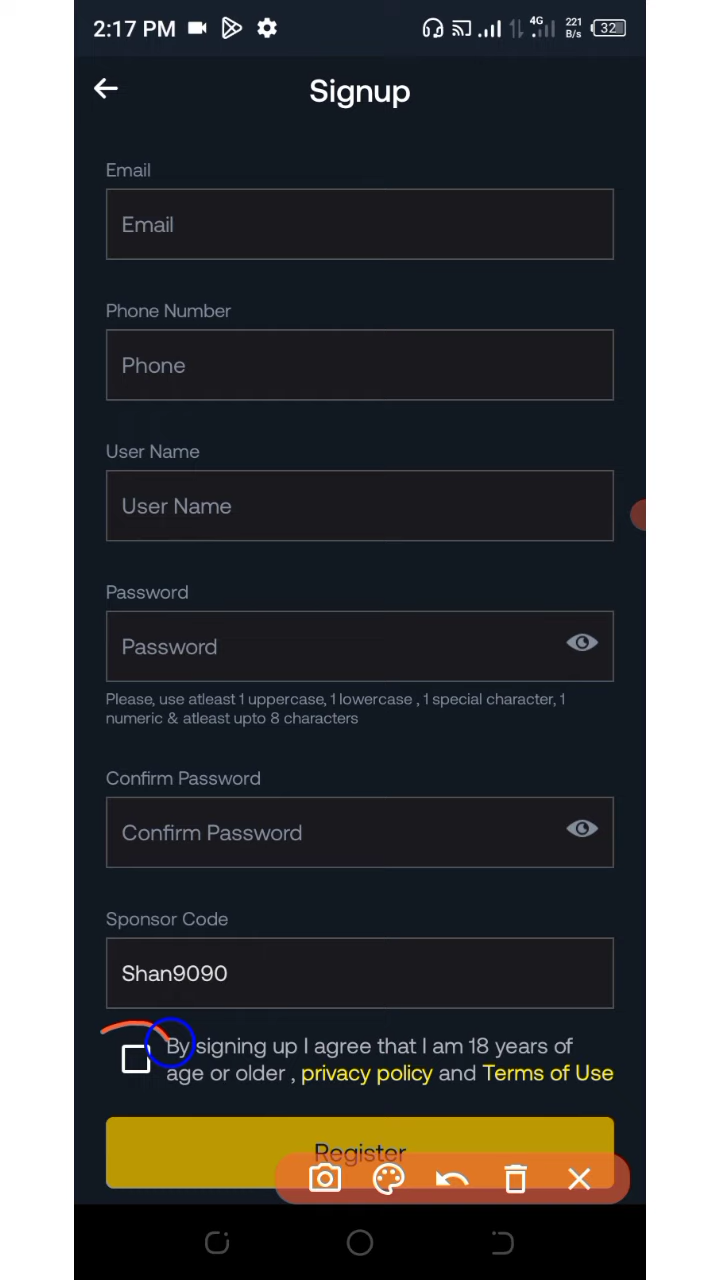 2:17 PM 4G 221 B/s 32
Signup
Email
Email
Phone Number
Phone
User Name
User Name
Password
Password
Please, use atleast 1 uppercase, 1 lowercase , 1 special character, 1
numeric & atleast upto 8 characters
Confirm Password
Confirm Password
Sponsor Code
Shan9090
By signing up I agree that I am 18 years of
age or older , privacy policy and Terms of Use
Register